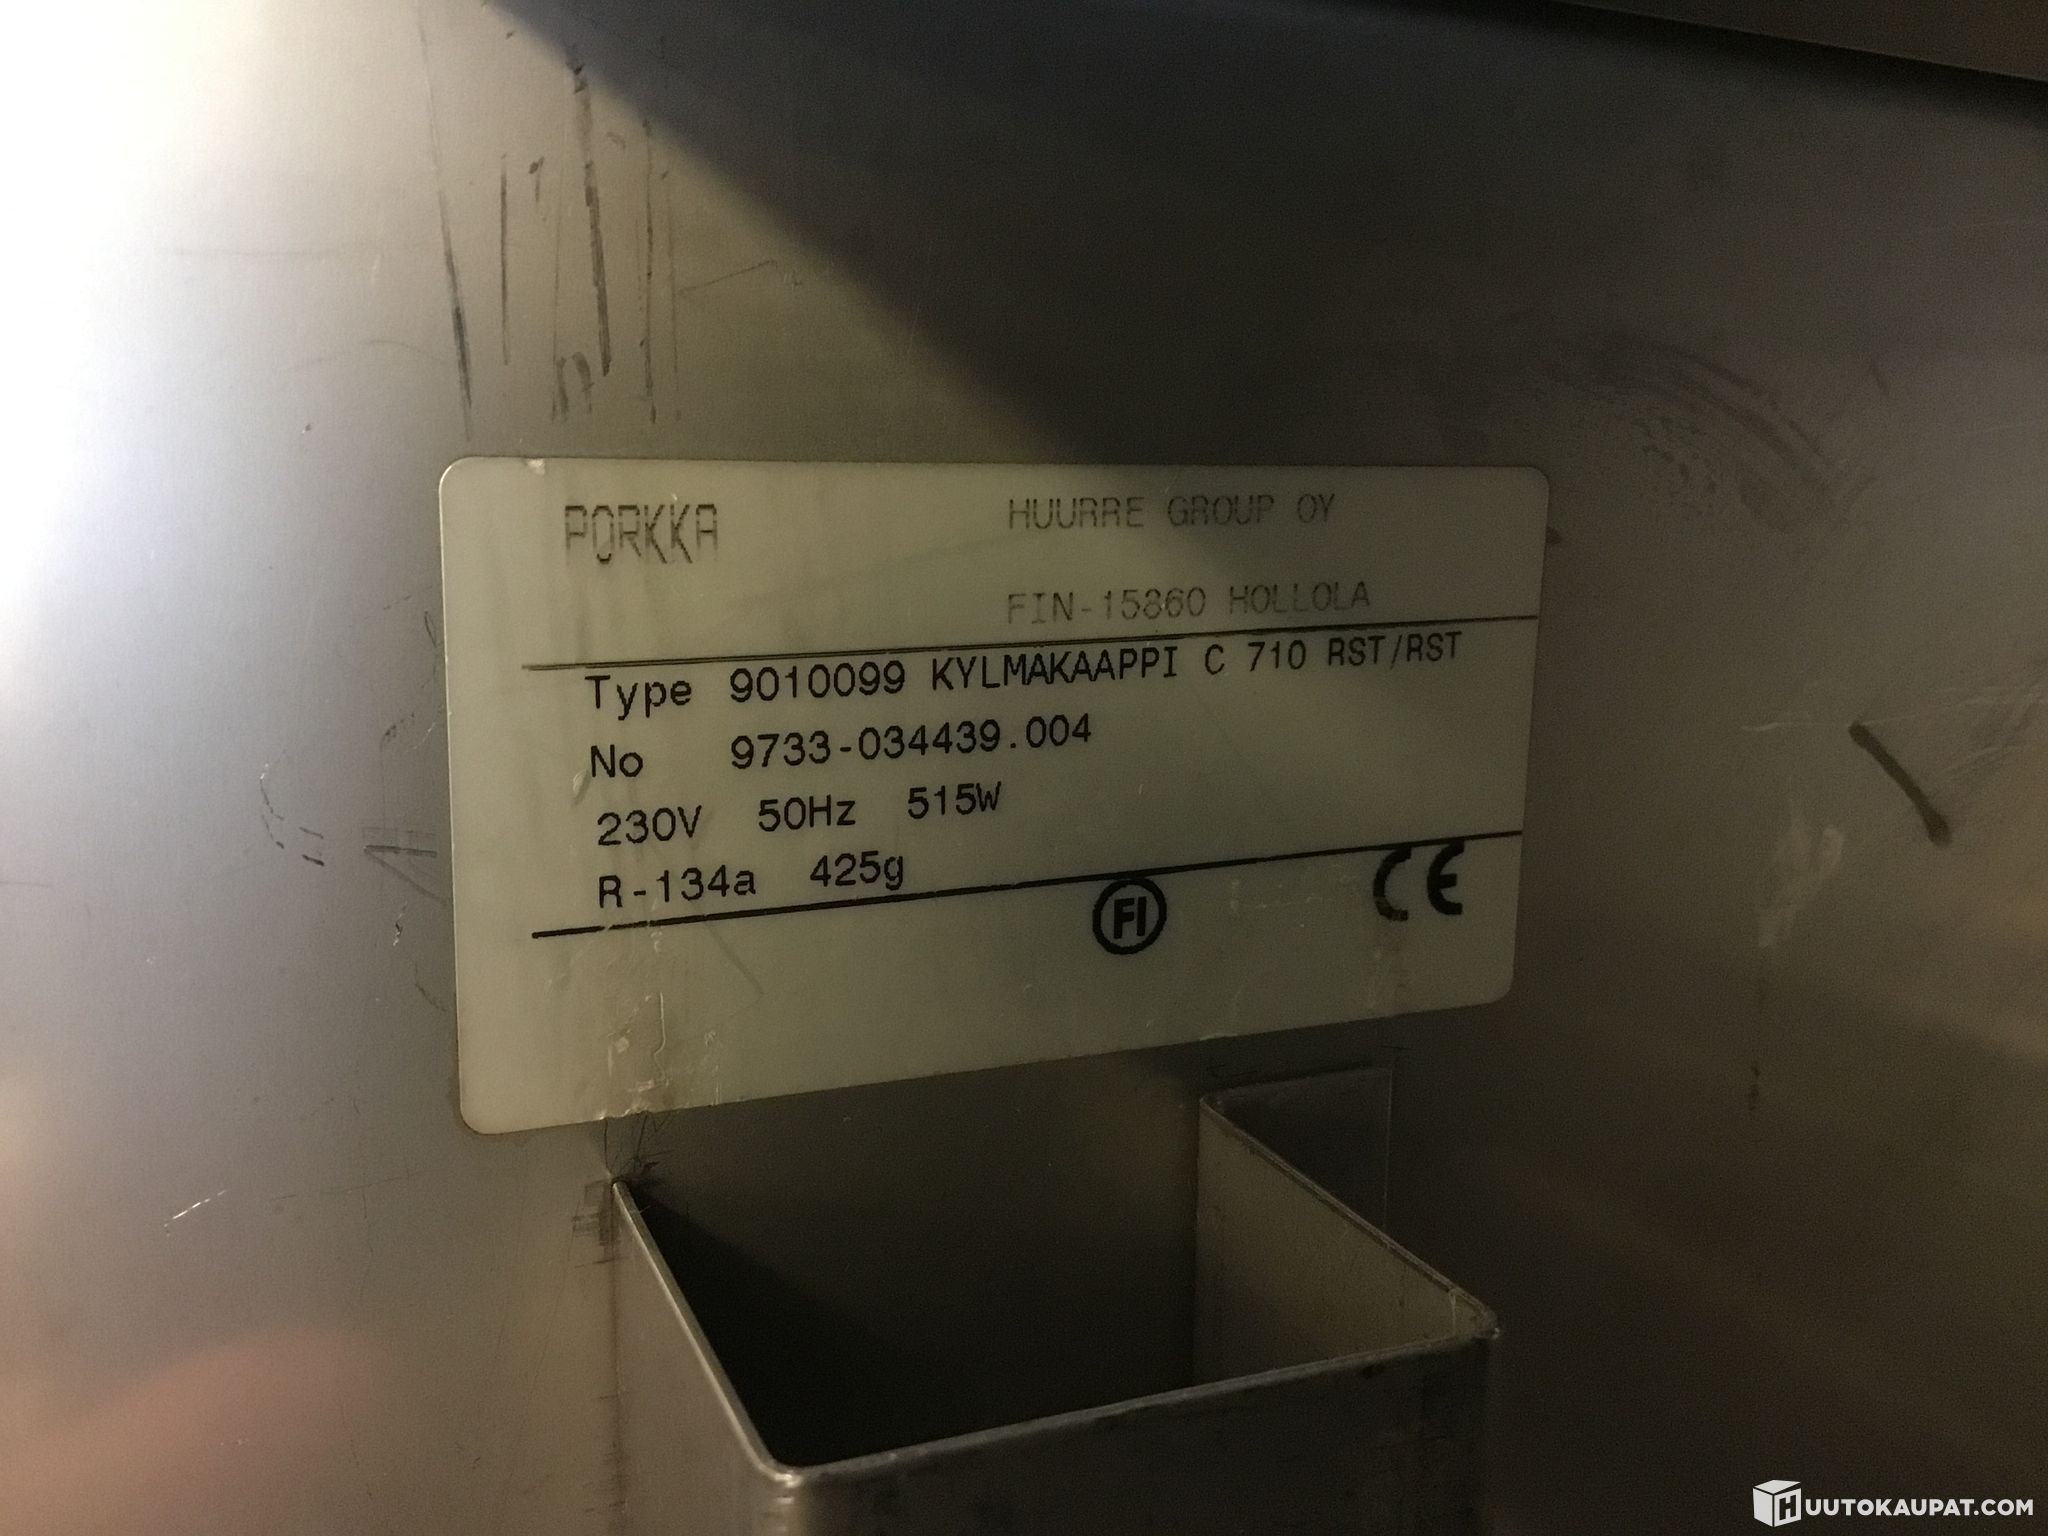 PORKKA HUURRE GROUP OY
FIN-15860 HOLLOLA
Type 9010099 KYLMAKAAPPI C 710 RST/RST
No 9733-034439.004
230V 50Hz 515W
R-134a 425g
FI CE
HUUTOKAUPAT.COM